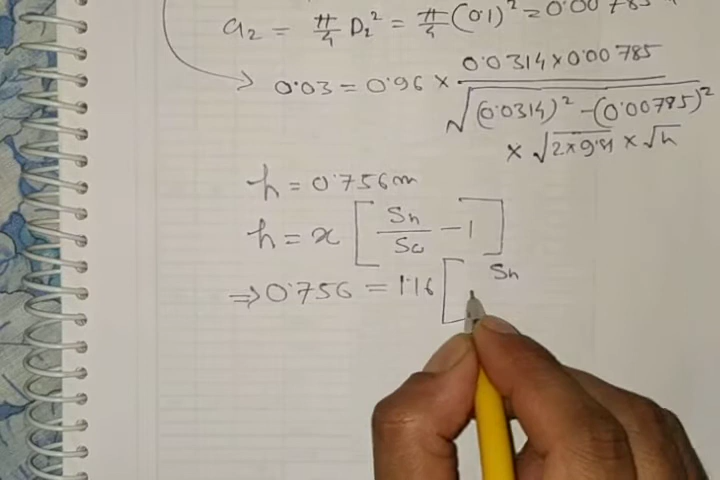 a₂ = π/4 D₂² = π/4 (0.1)² = 0.00785
0.03 = 0.96 × (0.0314 × 0.00785) / √((0.0314)² - (0.00785)²)
× √(2×9.81) × √h
h = 0.756m
h = x [Sh/So - 1]
⇒ 0.756 = 1.16 [ Sh